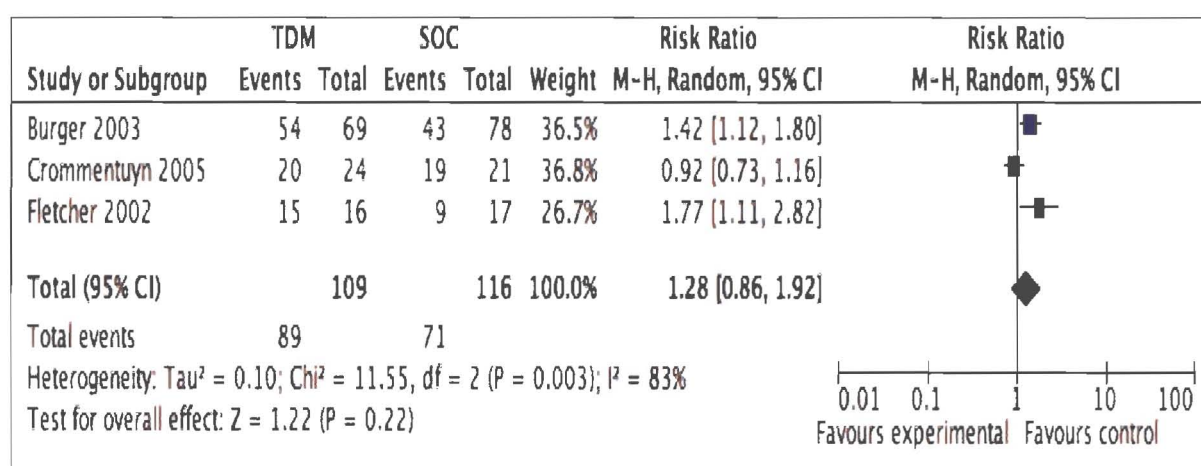 TDM SOC Risk Ratio Risk Ratio
Study or Subgroup Events Total Events Total Weight M-H, Random, 95% CI M-H, Random, 95% CI
Burger 2003 54 69 43 78 36.5% 1.42 [1.12, 1.80]
Crommentuyn 2005 20 24 19 21 36.8% 0.92 [0.73, 1.16]
Fletcher 2002 15 16 9 17 26.7% 1.77 [1.11, 2.82]
Total (95% CI) 109 116 100.0% 1.28 [0.86, 1.92]
Total events 89 71
Heterogeneity: Tau² = 0.10; Chi² = 11.55, df = 2 (P = 0.003); I² = 83%
Test for overall effect: Z = 1.22 (P = 0.22)
0.01 0.1 1 10 100
Favours experimental Favours control